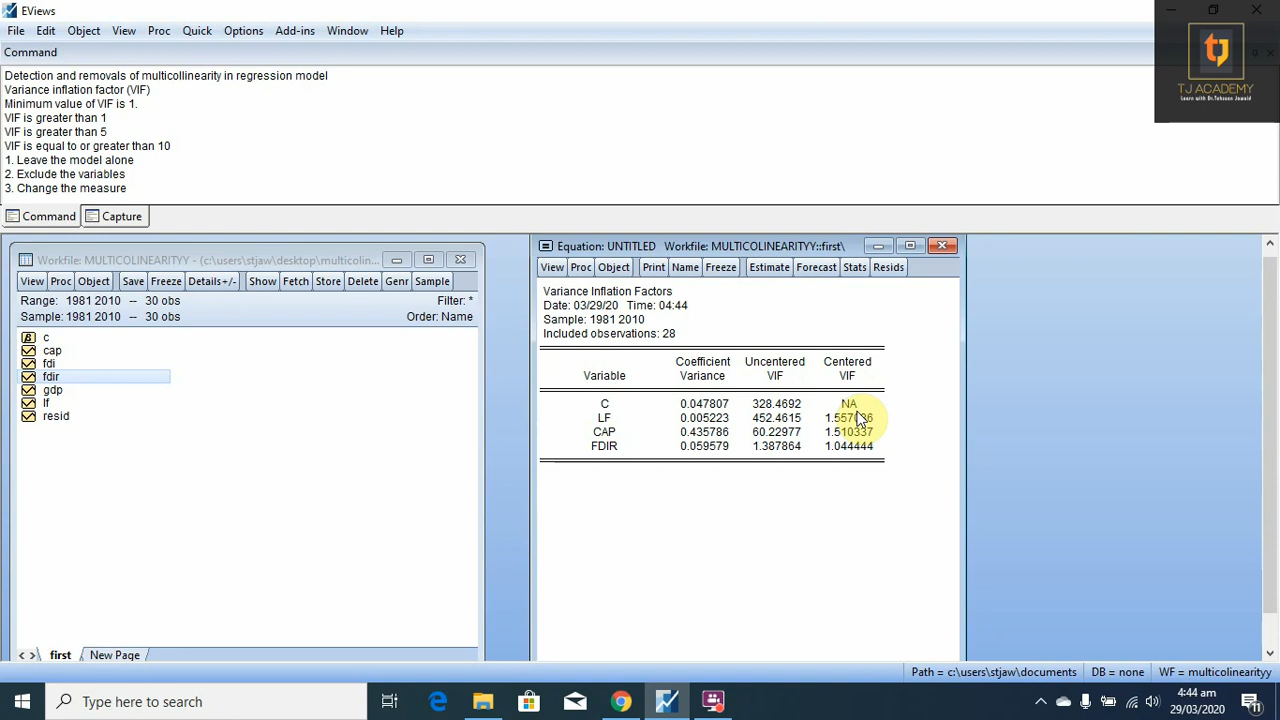 EViews
File Edit Object View Proc Quick Options Add-ins Window Help
Command
Detection and removals of multicollinearity in regression model
Variance inflation factor (VIF)
Minimum value of VIF is 1.
VIF is greater than 1
VIF is greater than 5
VIF is equal to or greater than 10
1. Leave the model alone
2. Exclude the variables
3. Change the measure
TJ ACADEMY
Learn with Dr.Tehseen Jawaid
Command Capture
Workfile: MULTICOLINEARITYY - (c:\users\stjaw\desktop\multicolin...
View Proc Object Save Freeze Details+/- Show Fetch Store Delete Genr Sample
Range: 1981 2010 -- 30 obs Filter: *
Sample: 1981 2010 -- 30 obs Order: Name
c
cap
fdi
fdir
gdp
lf
resid
first New Page
Equation: UNTITLED Workfile: MULTICOLINEARITYY::first\
View Proc Object Print Name Freeze Estimate Forecast Stats Resids
Variance Inflation Factors
Date: 03/29/20 Time: 04:44
Sample: 1981 2010
Included observations: 28
Coefficient Uncentered Centered
Variable Variance VIF VIF
C 0.047807 328.4692 NA
LF 0.005223 452.4615
CAP 0.435786 60.22977 1.510337
FDIR 0.059579 1.387864 1.044444
Path = c:\users\stjaw\documents DB = none WF = multicolinearityy
Type here to search
4:44 am
29/03/2020
11